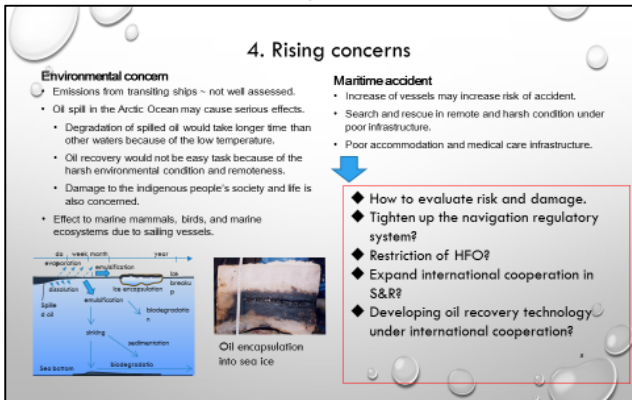 4. Rising concerns
Environmental concern
• Emissions from transiting ships ~ not well assessed.
• Oil spill in the Arctic Ocean may cause serious effects.
• Degradation of spilled oil would take longer time than
other waters because of the low temperature.
• Oil recovery would not be easy task because of the
harsh environmental condition and remoteness.
• Damage to the indigenous people's society and life is
also concerned.
• Effect to marine mammals, birds, and marine
ecosystems due to sailing vessels.
Maritime accident
• Increase of vessels may increase risk of accident.
• Search and rescue in remote and harsh condition under
poor infrastructure.
• Poor accommodation and medical care infrastructure.
◆ How to evaluate risk and damage.
◆ Tighten up the navigation regulatory
system?
◆ Restriction of HFO?
◆ Expand international cooperation in
S&R?
◆ Developing oil recovery technology
under international cooperation?
week month year
evaporation
emulsification
Ice
breaku
p
dissolution
Ice encapsulation
Spille
d oil
emulsification
biodegradatio
n
sinking
sedimentation
Sea bottom
biodegradatio
Oil encapsulation
into sea ice